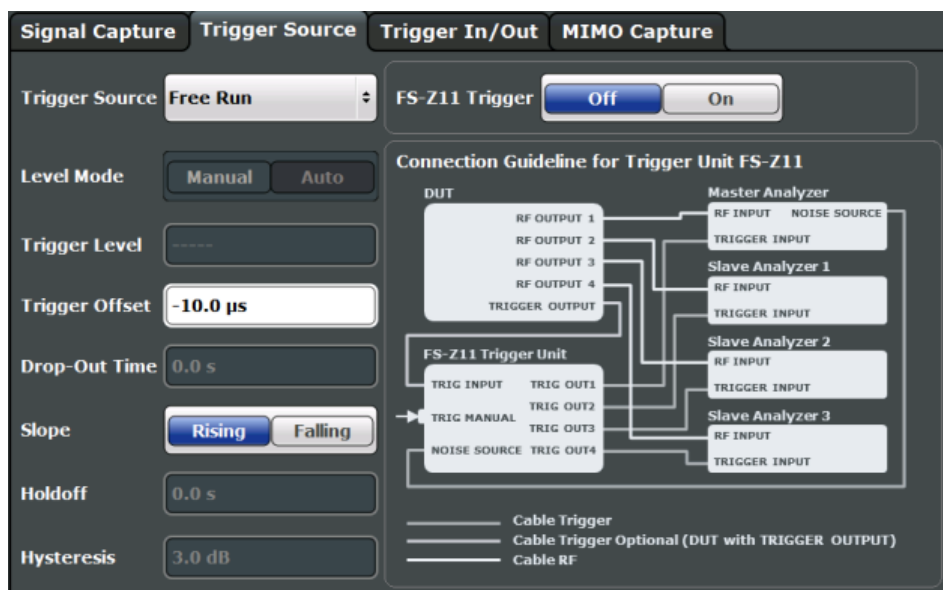 Signal Capture Trigger Source Trigger In/Out MIMO Capture
Trigger Source Free Run
FS-Z11 Trigger Off On
Level Mode Manual Auto
Trigger Level -----
Trigger Offset -10.0 µs
Drop-Out Time 0.0 s
Slope Rising Falling
Holdoff 0.0 s
Hysteresis 3.0 dB
Connection Guideline for Trigger Unit FS-Z11
DUT
RF OUTPUT 1
RF OUTPUT 2
RF OUTPUT 3
RF OUTPUT 4
TRIGGER OUTPUT
FS-Z11 Trigger Unit
TRIG INPUT TRIG OUT1
TRIG OUT2
TRIG MANUAL
TRIG OUT3
NOISE SOURCE TRIG OUT4
Master Analyzer
RF INPUT NOISE SOURCE
TRIGGER INPUT
Slave Analyzer 1
RF INPUT
TRIGGER INPUT
Slave Analyzer 2
RF INPUT
TRIGGER INPUT
Slave Analyzer 3
RF INPUT
TRIGGER INPUT
Cable Trigger
Cable Trigger Optional (DUT with TRIGGER OUTPUT)
Cable RF